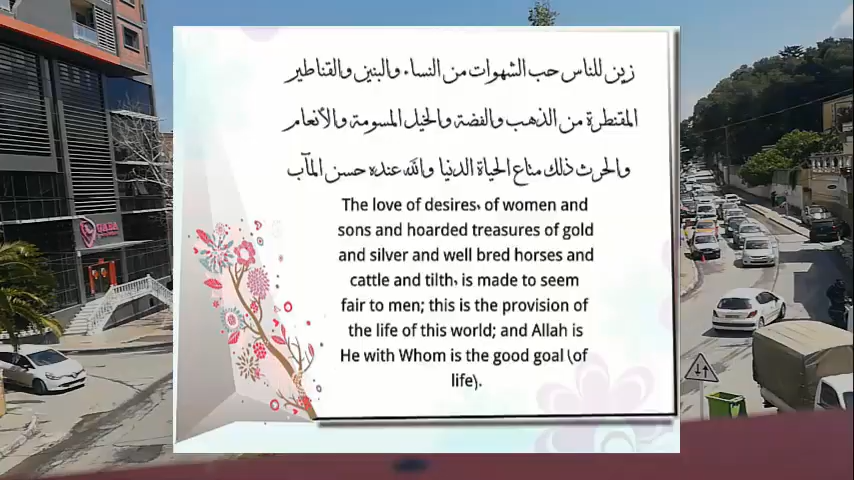 زين للناس حب الشهوات من النساء والبنين والقناطير
المقنطرة من الذهب والفضة والخيل المسومة والأنعام
والحرث ذلك متاع الحياة الدنيا والله عنده حسن المآب
The love of desires, of women and
sons and hoarded treasures of gold
and silver and well bred horses and
cattle and tilth, is made to seem
fair to men; this is the provision of
the life of this world; and Allah is
He with Whom is the good goal (of
life).